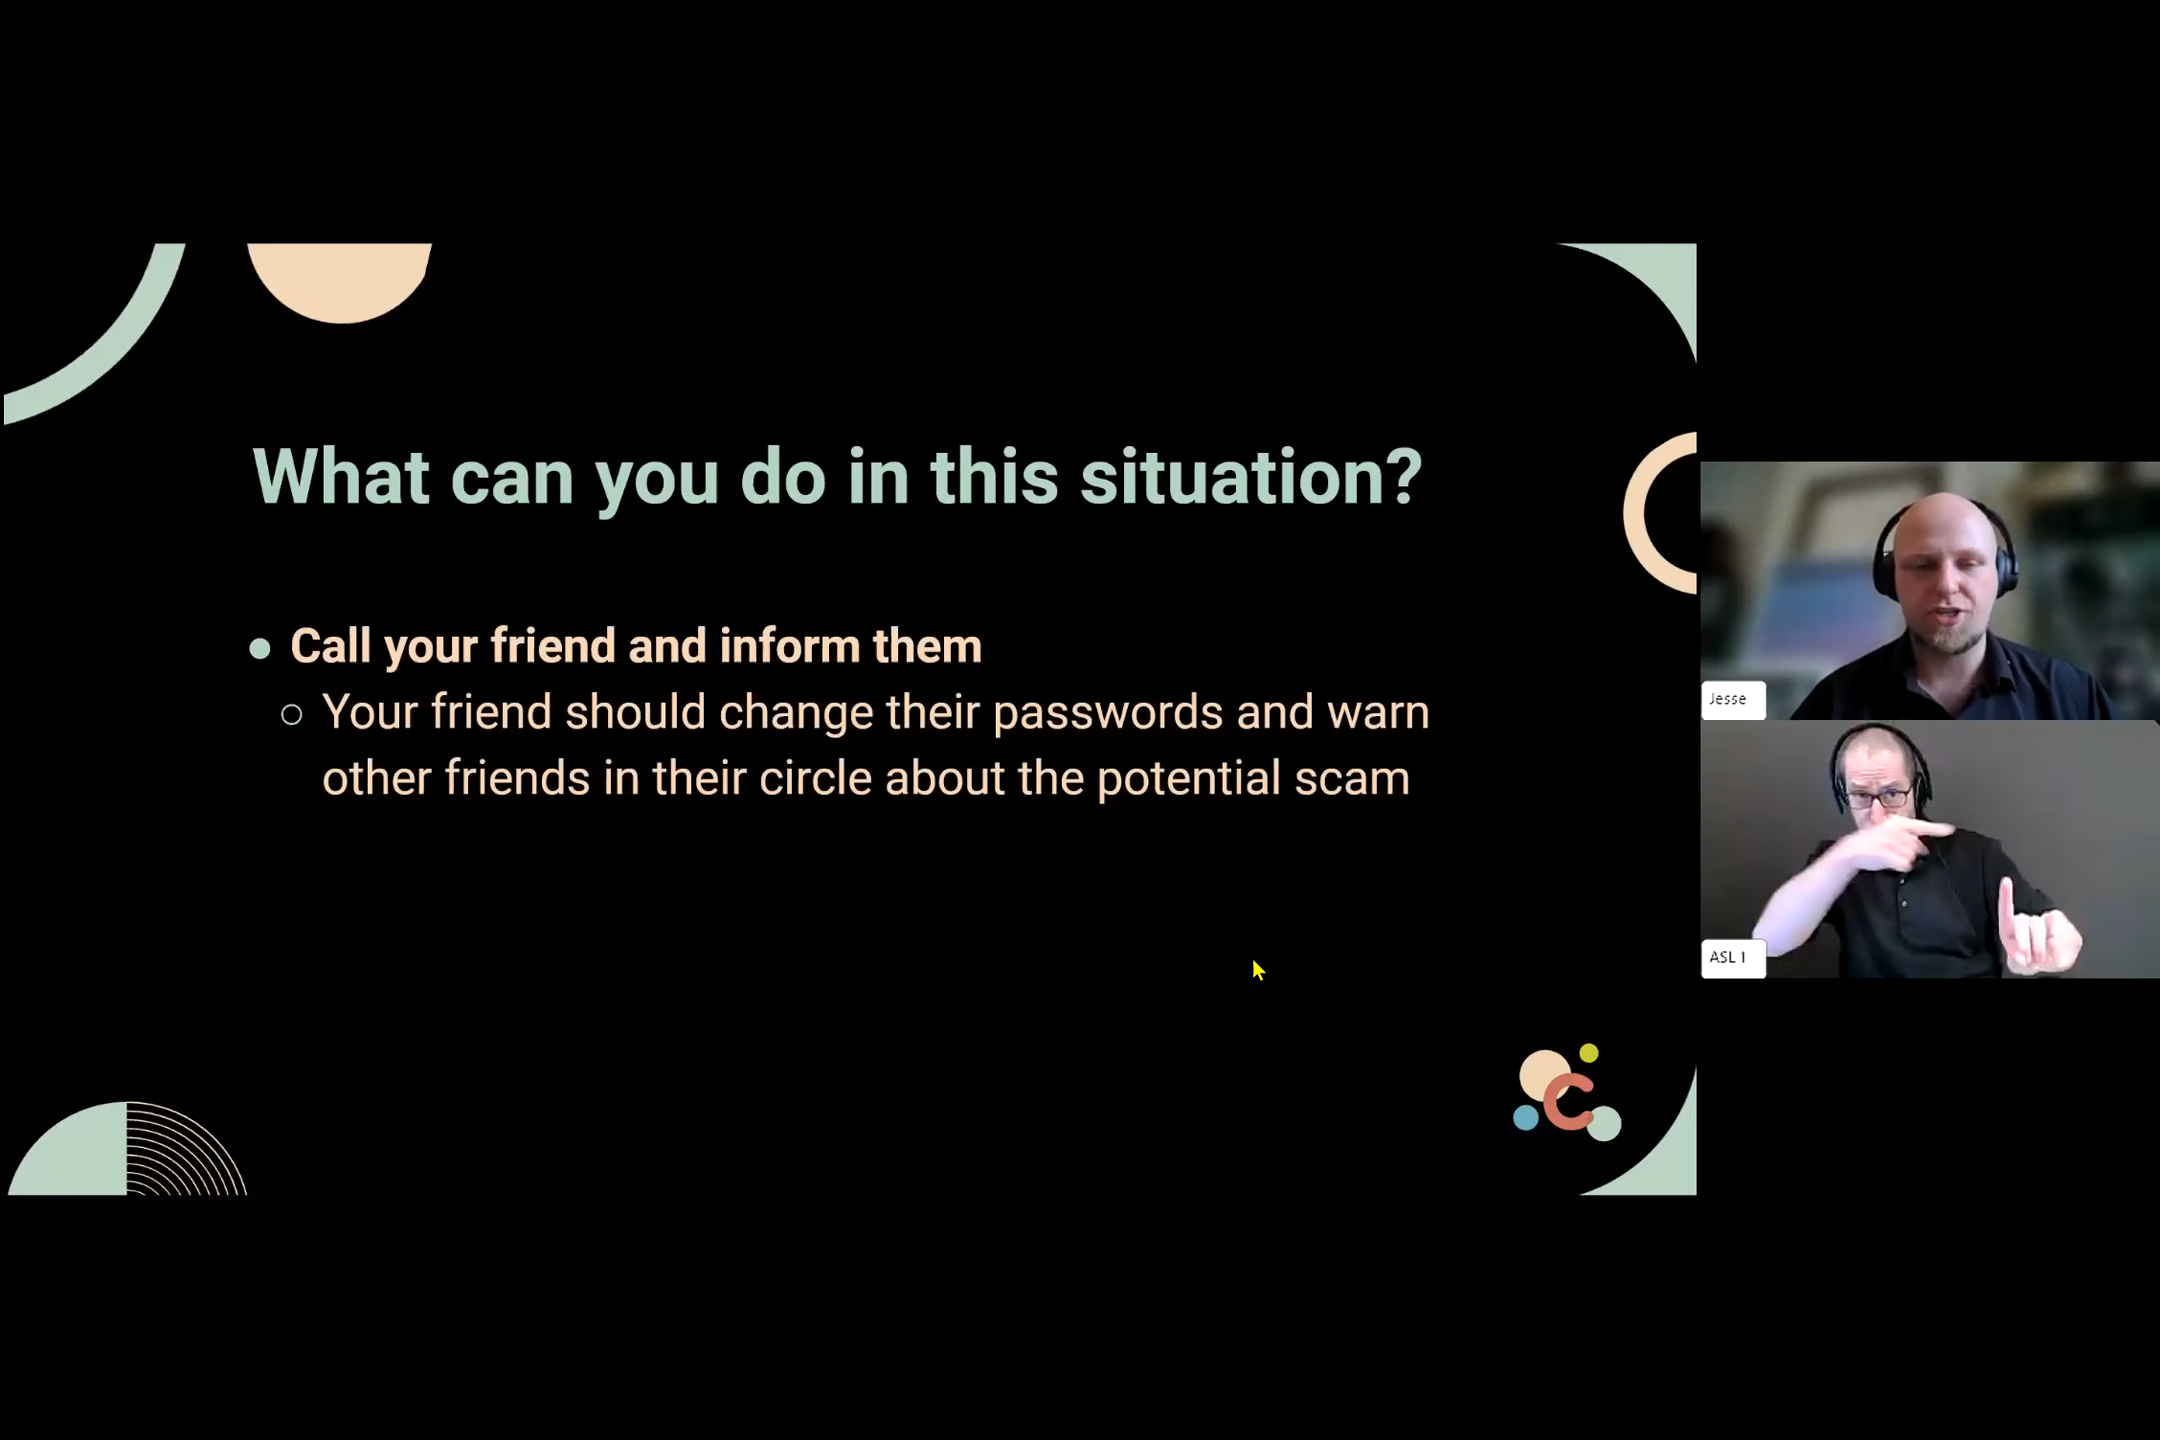 What can you do in this situation?
Call your friend and inform them
Your friend should change their passwords and warn
other friends in their circle about the potential scam
Jesse
ASL 1